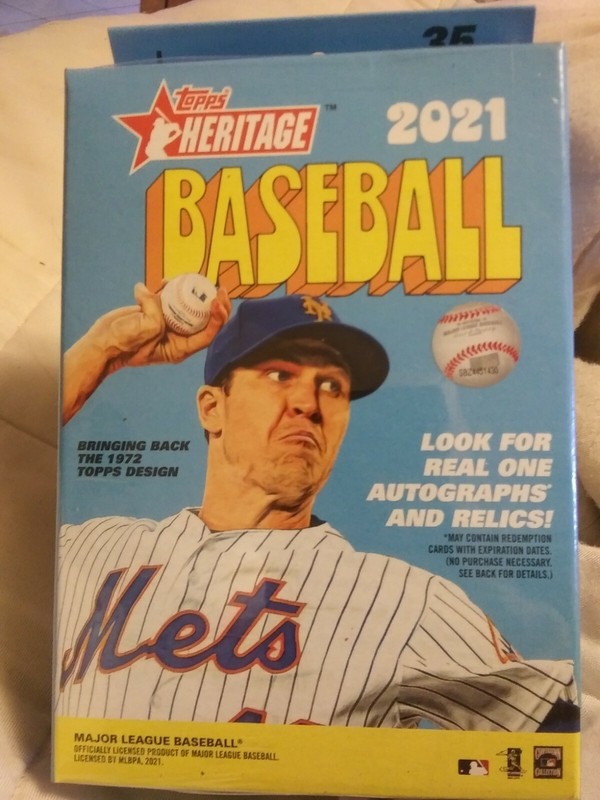 35
topps
HERITAGE™
2021
BASEBALL
BRINGING BACK
THE 1972
TOPPS DESIGN
LOOK FOR
REAL ONE
AUTOGRAPHS*
AND RELICS!
*MAY CONTAIN REDEMPTION
CARDS WITH EXPIRATION DATES.
(NO PURCHASE NECESSARY.
SEE BACK FOR DETAILS.)
Mets
MAJOR LEAGUE BASEBALL®
OFFICIALLY LICENSED PRODUCT OF MAJOR LEAGUE BASEBALL.
LICENSED BY MLBPA, 2021.